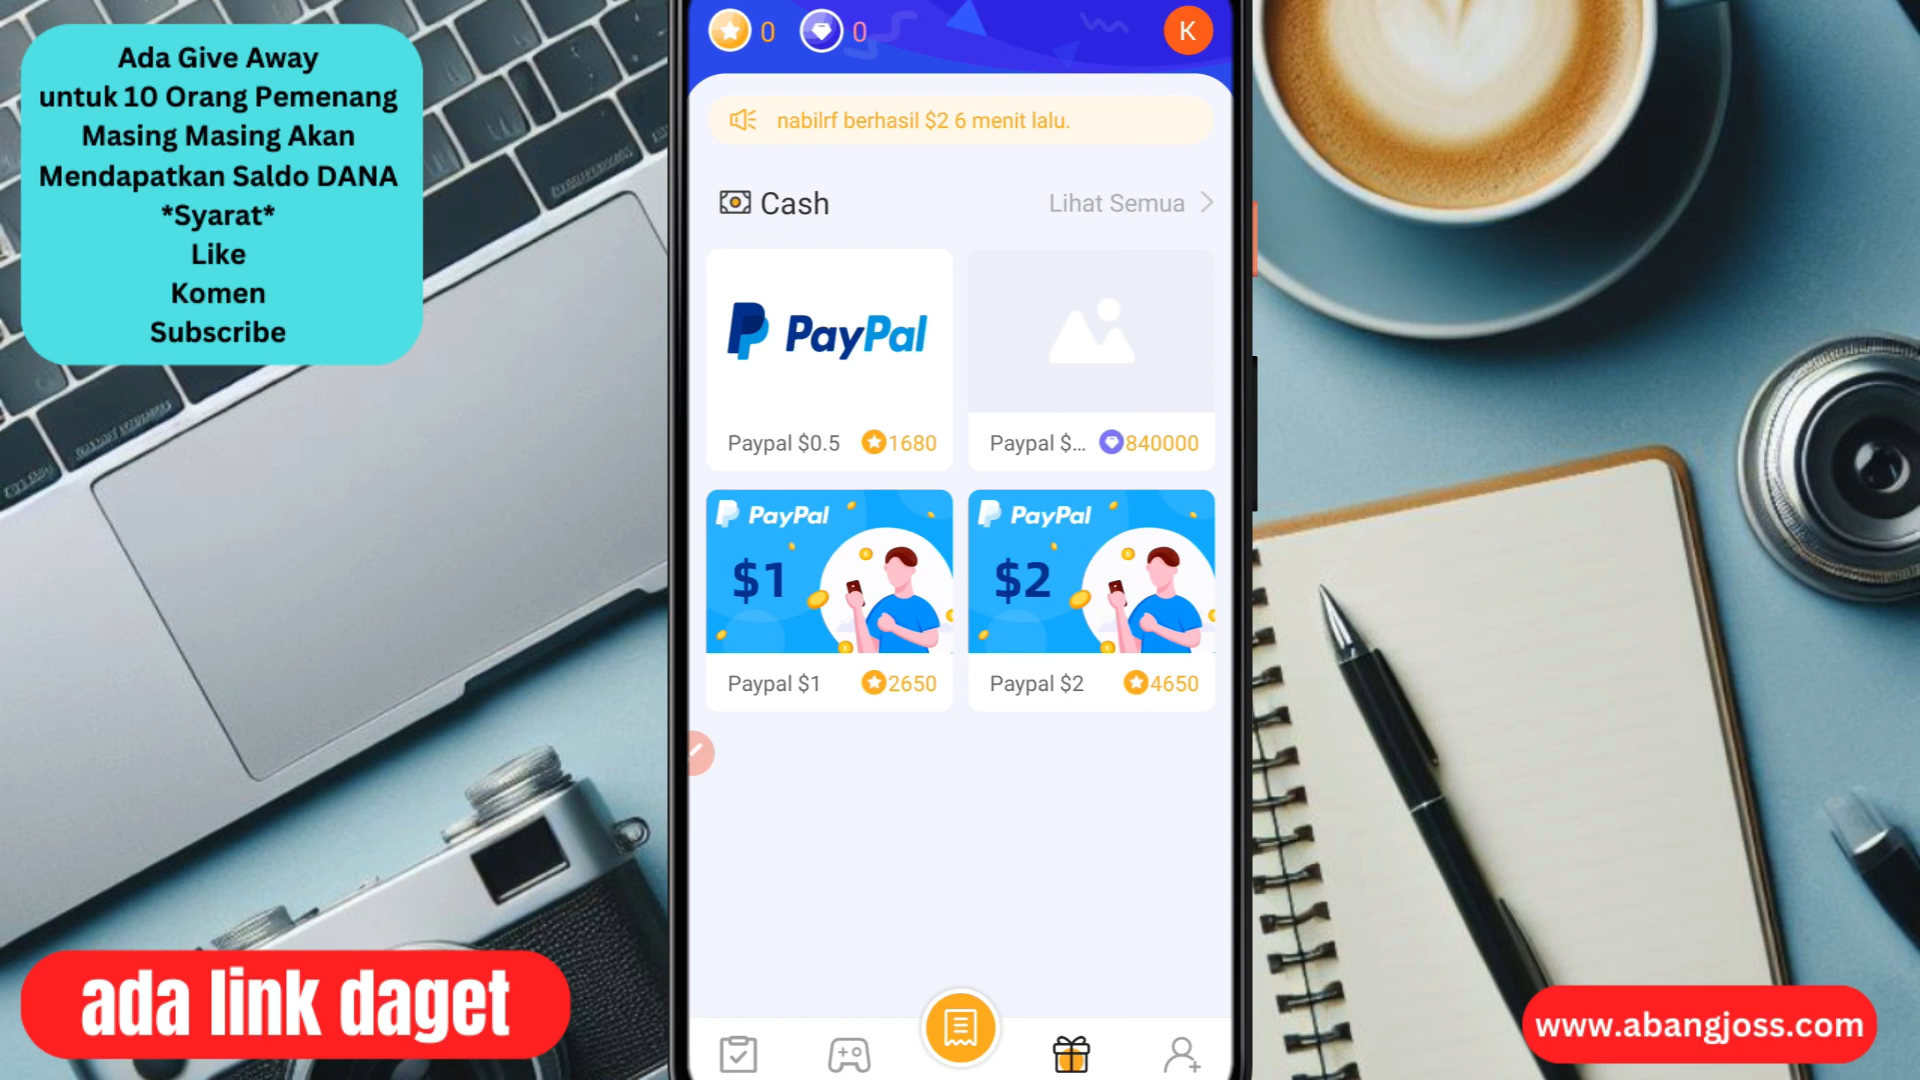 Ada Give Away
untuk 10 Orang Pemenang
Masing Masing Akan
Mendapatkan Saldo DANA
*Syarat*
Like
Komen
Subscribe
0 0 K
nabilrf berhasil $2 6 menit lalu.
Cash Lihat Semua
PayPal
Paypal $0.5 1680 Paypal $... 840000
PayPal PayPal
$1 $2
Paypal $1 2650 Paypal $2 4650
ada link daget
www.abangjoss.com